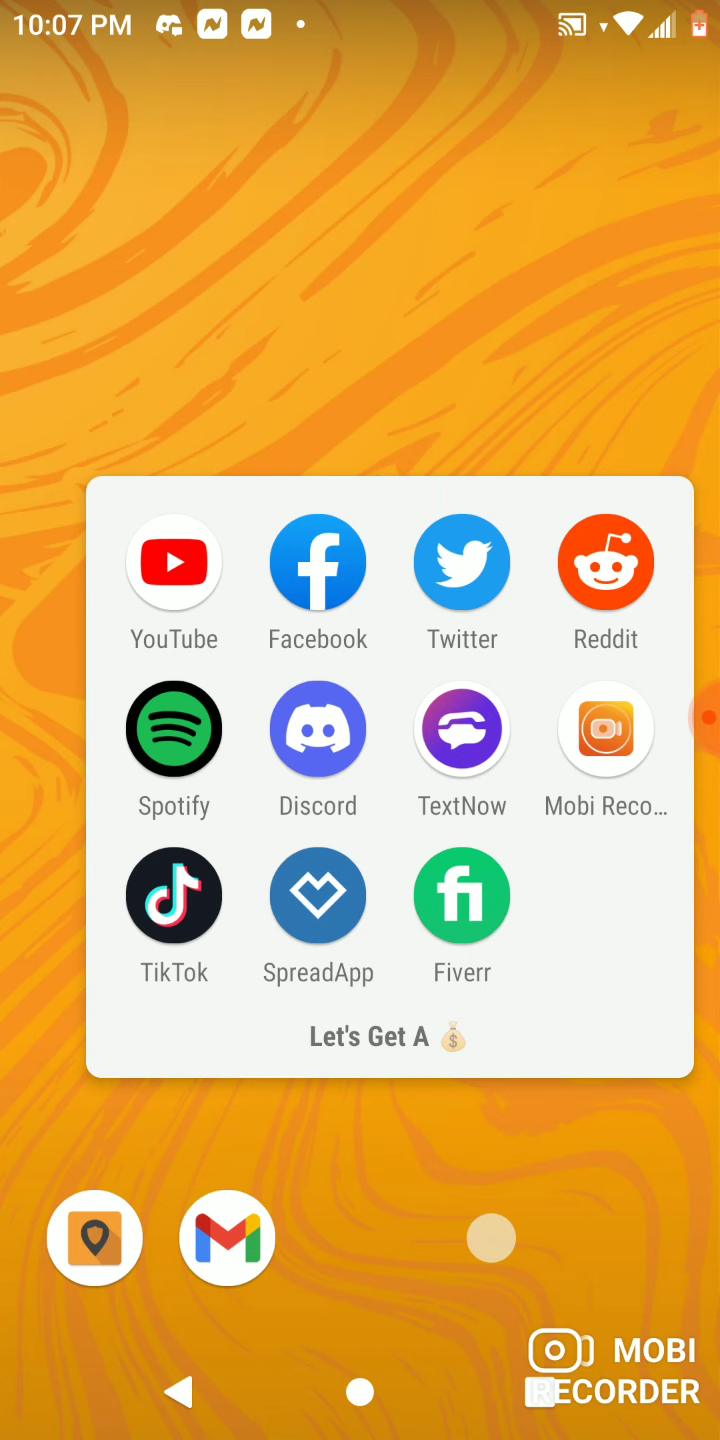 10:07 PM
YouTube Facebook Twitter Reddit
Spotify Discord TextNow Mobi Reco...
TikTok SpreadApp Fiverr
Let's Get A 💰
MOBI
RECORDER